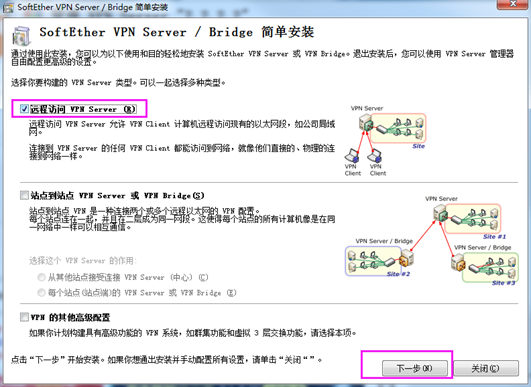 SoftEther VPN Server / Bridge 简单安装
SoftEther VPN Server / Bridge 简单安装
通过使用此安装，您可以为以下使用和目的轻松地安装 SoftEther VPN Server 或 VPN Bridge。退出安装后，您可以使用 VPN Server 管理器
自由配置更高级的设置。
选择你要构建的 VPN Server 类型。可以一起选择多种类型。
远程访问 VPN Server (R)
远程访问 VPN Server 允许 VPN Client 计算机远程访问现有的以太网段，如公司局域
网。
连接到 VPN Server 的任何 VPN Client 都能访问到网络，就像他们直接的、物理的连
接到网络一样。
VPN Server
Site
VPN Client
VPN Client
站点到站点 VPN Server 或 VPN Bridge(S)
站点到站点 VPN 是一种连接两个或多个远程以太网的 VPN 配置。
每个站点连在一起，并且在二层成为同一网段。这使得每个站点的所有计算机像是在同
一网络中一样可以相互通信。
选择这个 VPN Server 的作用:
从其他站点接受连接 VPN Server (中心) (C)
每个站点(站点端)的 VPN Server 或 VPN Bridge (E)
VPN Server
Site #1
VPN Server / Bridge
Site #2
VPN Server / Bridge
Site #3
VPN 的其他高级配置
如果你计划构建具有高级功能的 VPN 系统，如群集功能和虚拟 3 层交换功能，请选择本项。
点击“下一步”开始安装。如果你想退出安装并手动配置所有设置，请单击“关闭“”。
下一步(N)
关闭(C)